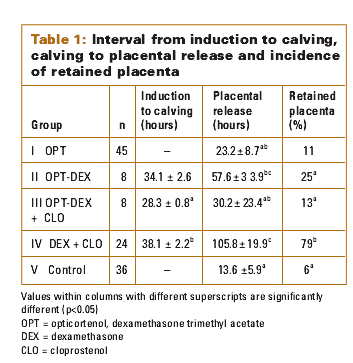 Table 1: Interval from induction to calving,
calving to placental release and incidence
of retained placenta
Induction Placental Retained
to calving release placenta
Group n (hours) (hours) (%)
I OPT 45 – 23.2±8.7ab 11
II OPT-DEX 8 34.1 ± 2.6 57.6±3 3.9bc 25a
III OPT-DEX 8 28.3 ± 0.8a 30.2±23.4ab 13a
+ CLO
IV DEX + CLO 24 38.1 ± 2.2b 105.8±19.9c 79b
V Control 36 – 13.6 ±5.9a 6a
Values within columns with different superscripts are significantly
different (p<0.05)
OPT = opticortenol, dexamethasone trimethyl acetate
DEX = dexamethasone
CLO = cloprostenol